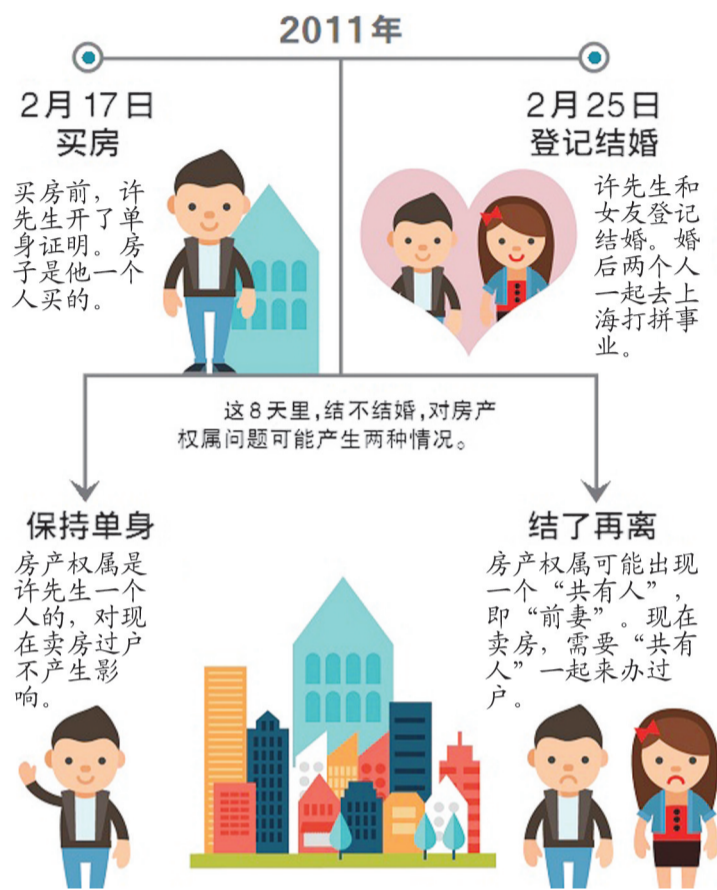 2011年
2月17日
买房
买房前，许
先生开了单
身证明。房
子是他一个
人买的。
2月25日
登记结婚
许先生和
女友登记
结婚。婚
后两个人
一起去上
海打拼事
业。
这8天里，结不结婚，对房产
权属问题可能产生两种情况。
保持单身
房产权属是
许先生一个
人的，对现
在卖房过户
不产生影
响。
结了再离
房产权属可能出现
一个“共有人”，
即“前妻”。现在
卖房，需要“共有
人”一起来办过
户。